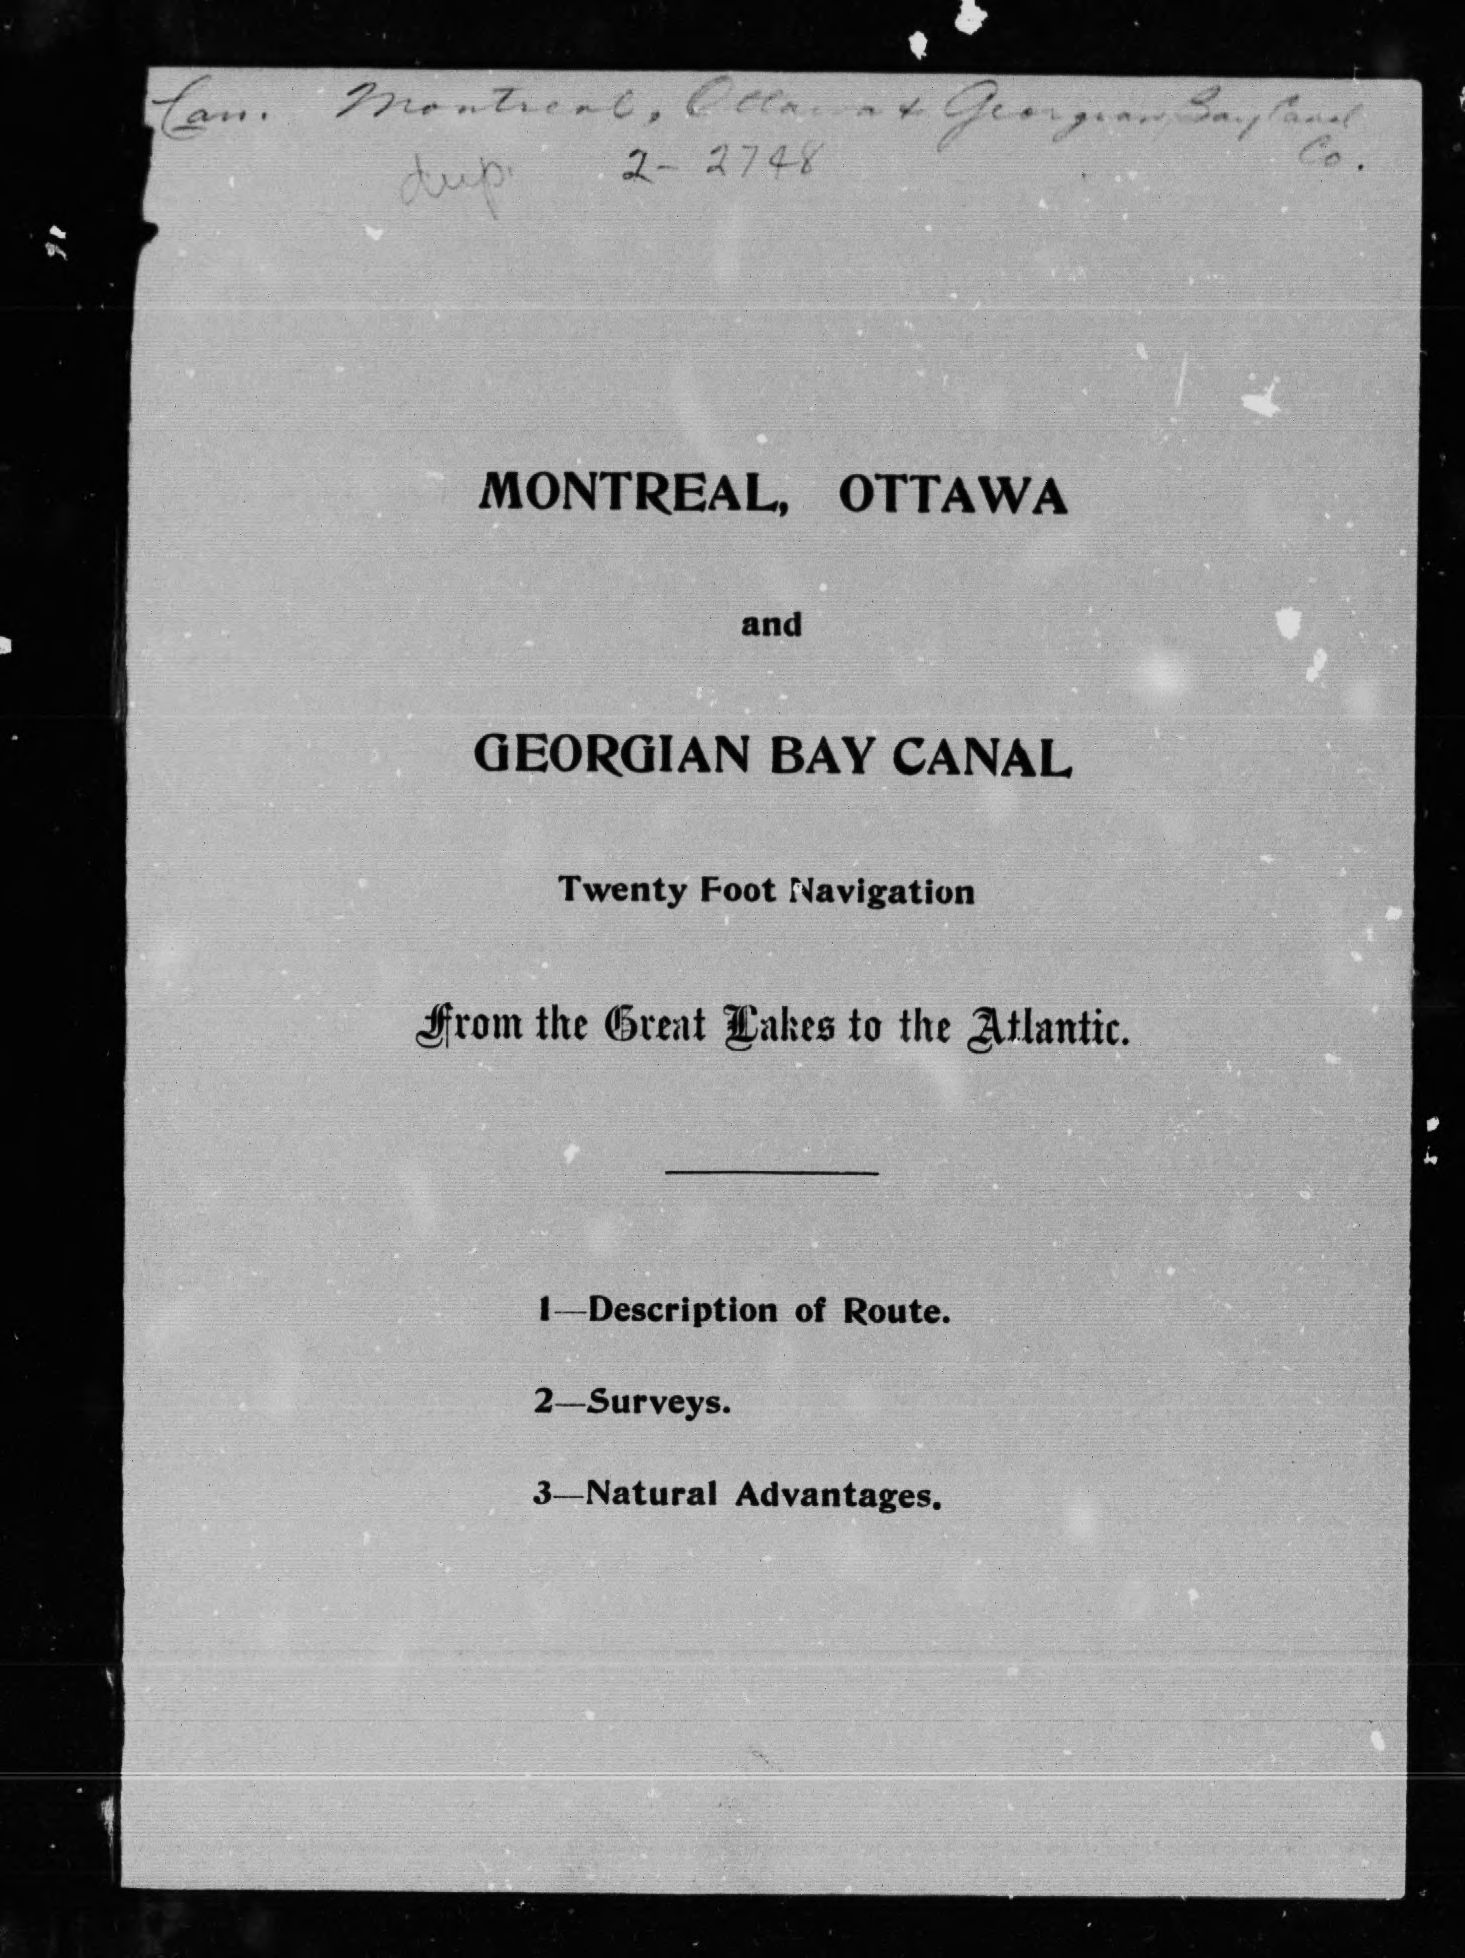 Can. Montreal, Ottawa & Georgian Bay Canal
Co.
dup. 2-2748
MONTREAL, OTTAWA
and
GEORGIAN BAY CANAL
Twenty Foot Navigation
From the Great Lakes to the Atlantic.
1—Description of Route.
2—Surveys.
3—Natural Advantages.